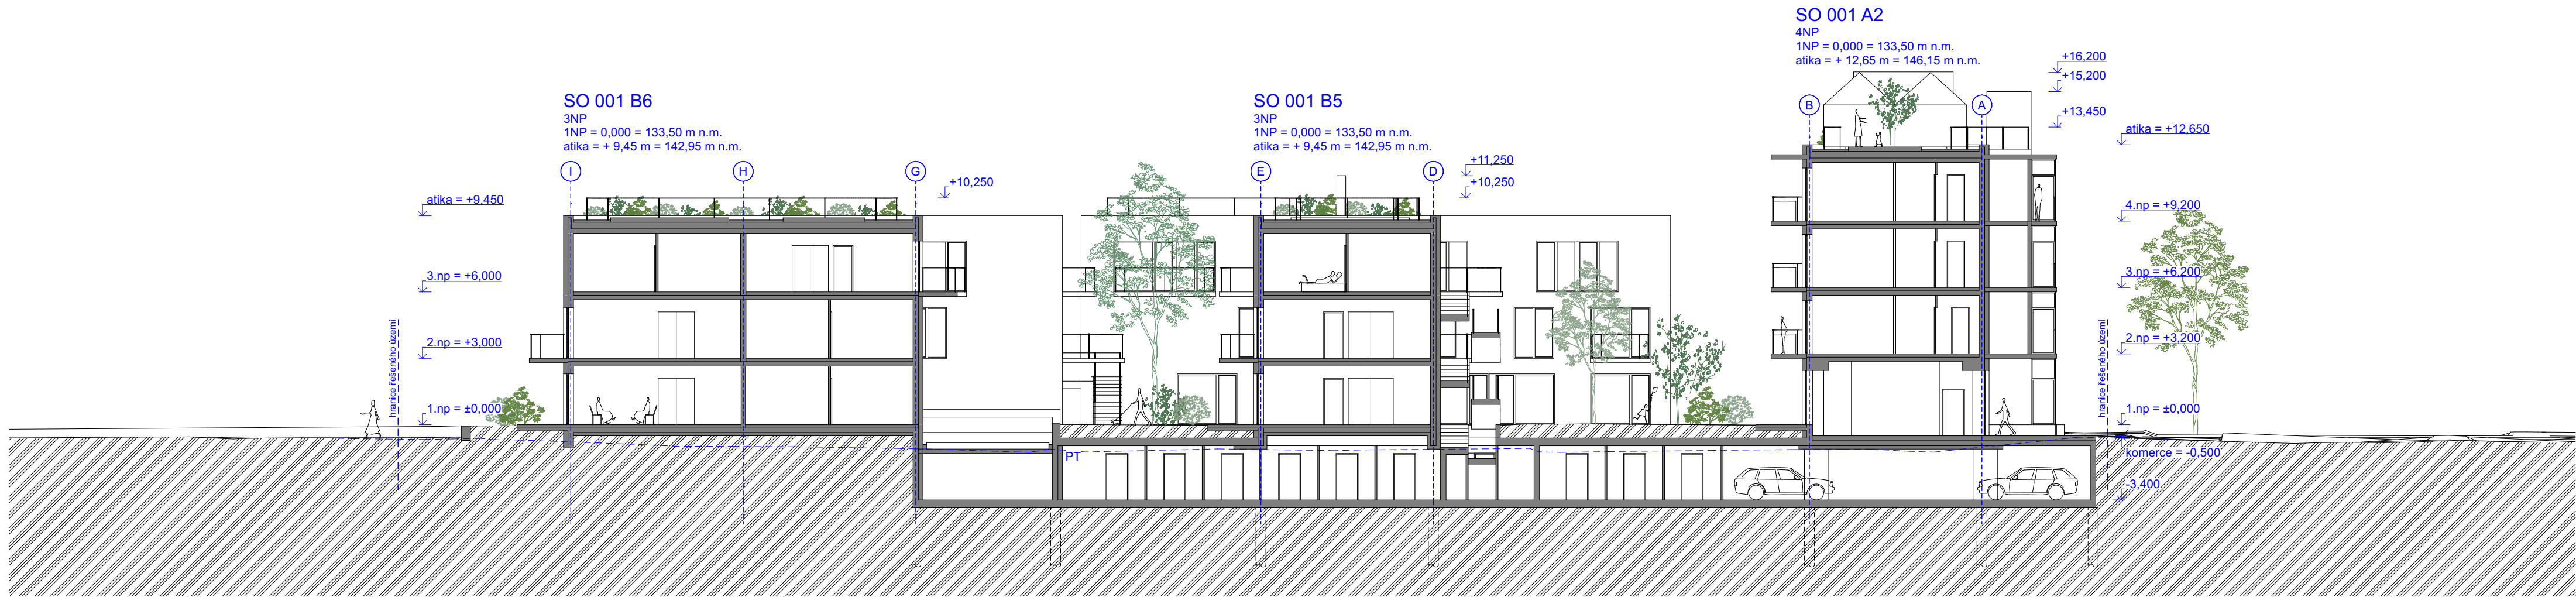 SO 001 A2
4NP
1NP = 0,000 = 133,50 m n.m.
atika = + 12,65 m = 146,15 m n.m.
+16,200
+15,200
+13,450
B
A
atika = +12,650
SO 001 B6
3NP
1NP = 0,000 = 133,50 m n.m.
atika = + 9,45 m = 142,95 m n.m.
SO 001 B5
3NP
1NP = 0,000 = 133,50 m n.m.
atika = + 9,45 m = 142,95 m n.m.
I
H
G
E
D
+10,250
+11,250
+10,250
atika = +9,450
3.np = +6,000
2.np = +3,000
1.np = ±0,000
hranice řešeného území
4.np = +9,200
3.np = +6,200
2.np = +3,200
1.np = ±0,000
hranice řešeného území
komerce = -0,500
-3,400
PT